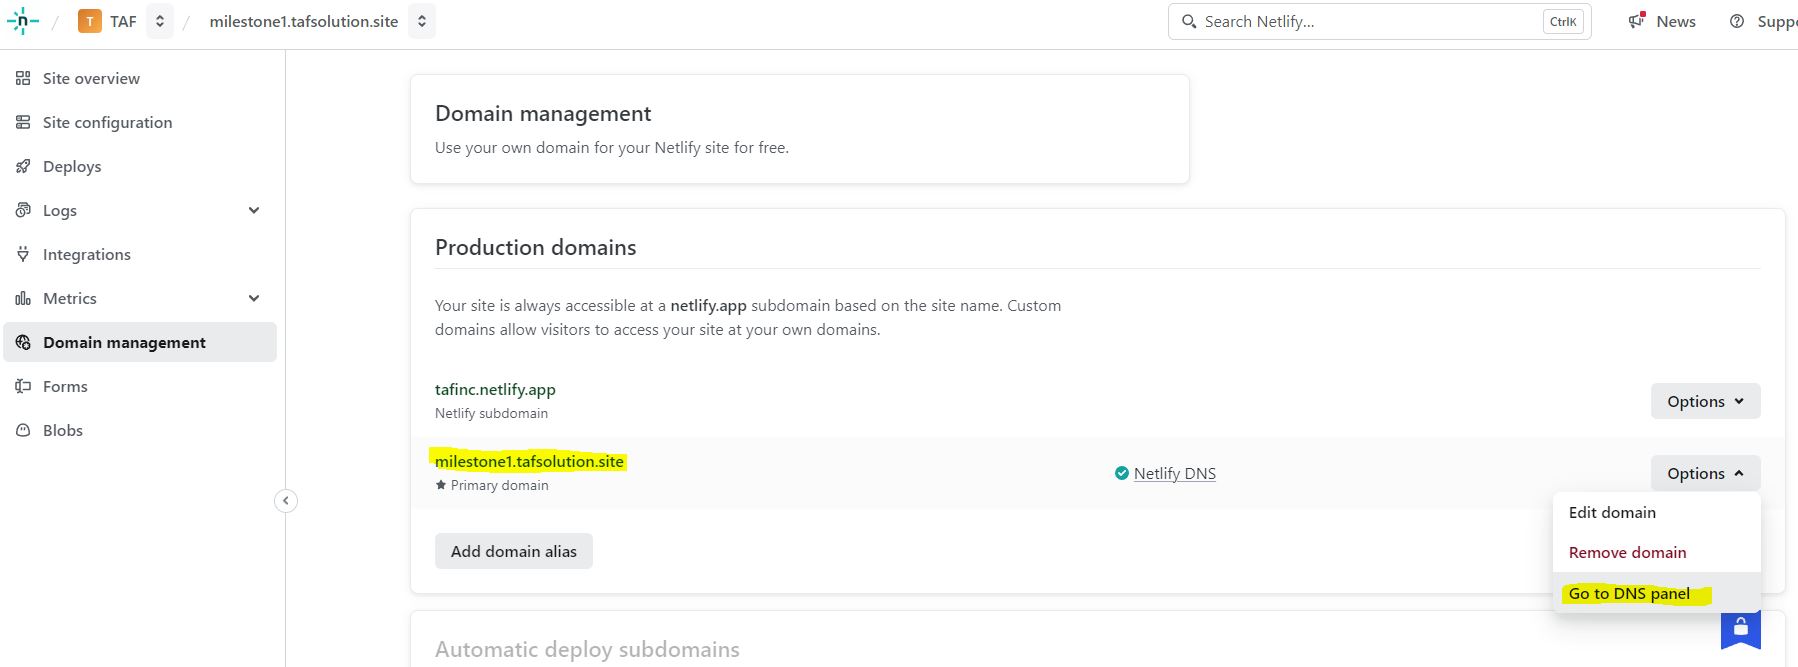 T TAF milestone1.tafsolution.site Search Netlify... CtrlK News
Site overview
Site configuration
Deploys
Logs
Integrations
Metrics
Domain management
Forms
Blobs
Domain management
Use your own domain for your Netlify site for free.
Production domains
Your site is always accessible at a netlify.app subdomain based on the site name. Custom
domains allow visitors to access your site at your own domains.
tafinc.netlify.app
Netlify subdomain
Options
milestone1.tafsolution.site
Primary domain
Netlify DNS
Options
Edit domain
Remove domain
Go to DNS panel
Add domain alias
Automatic deploy subdomains